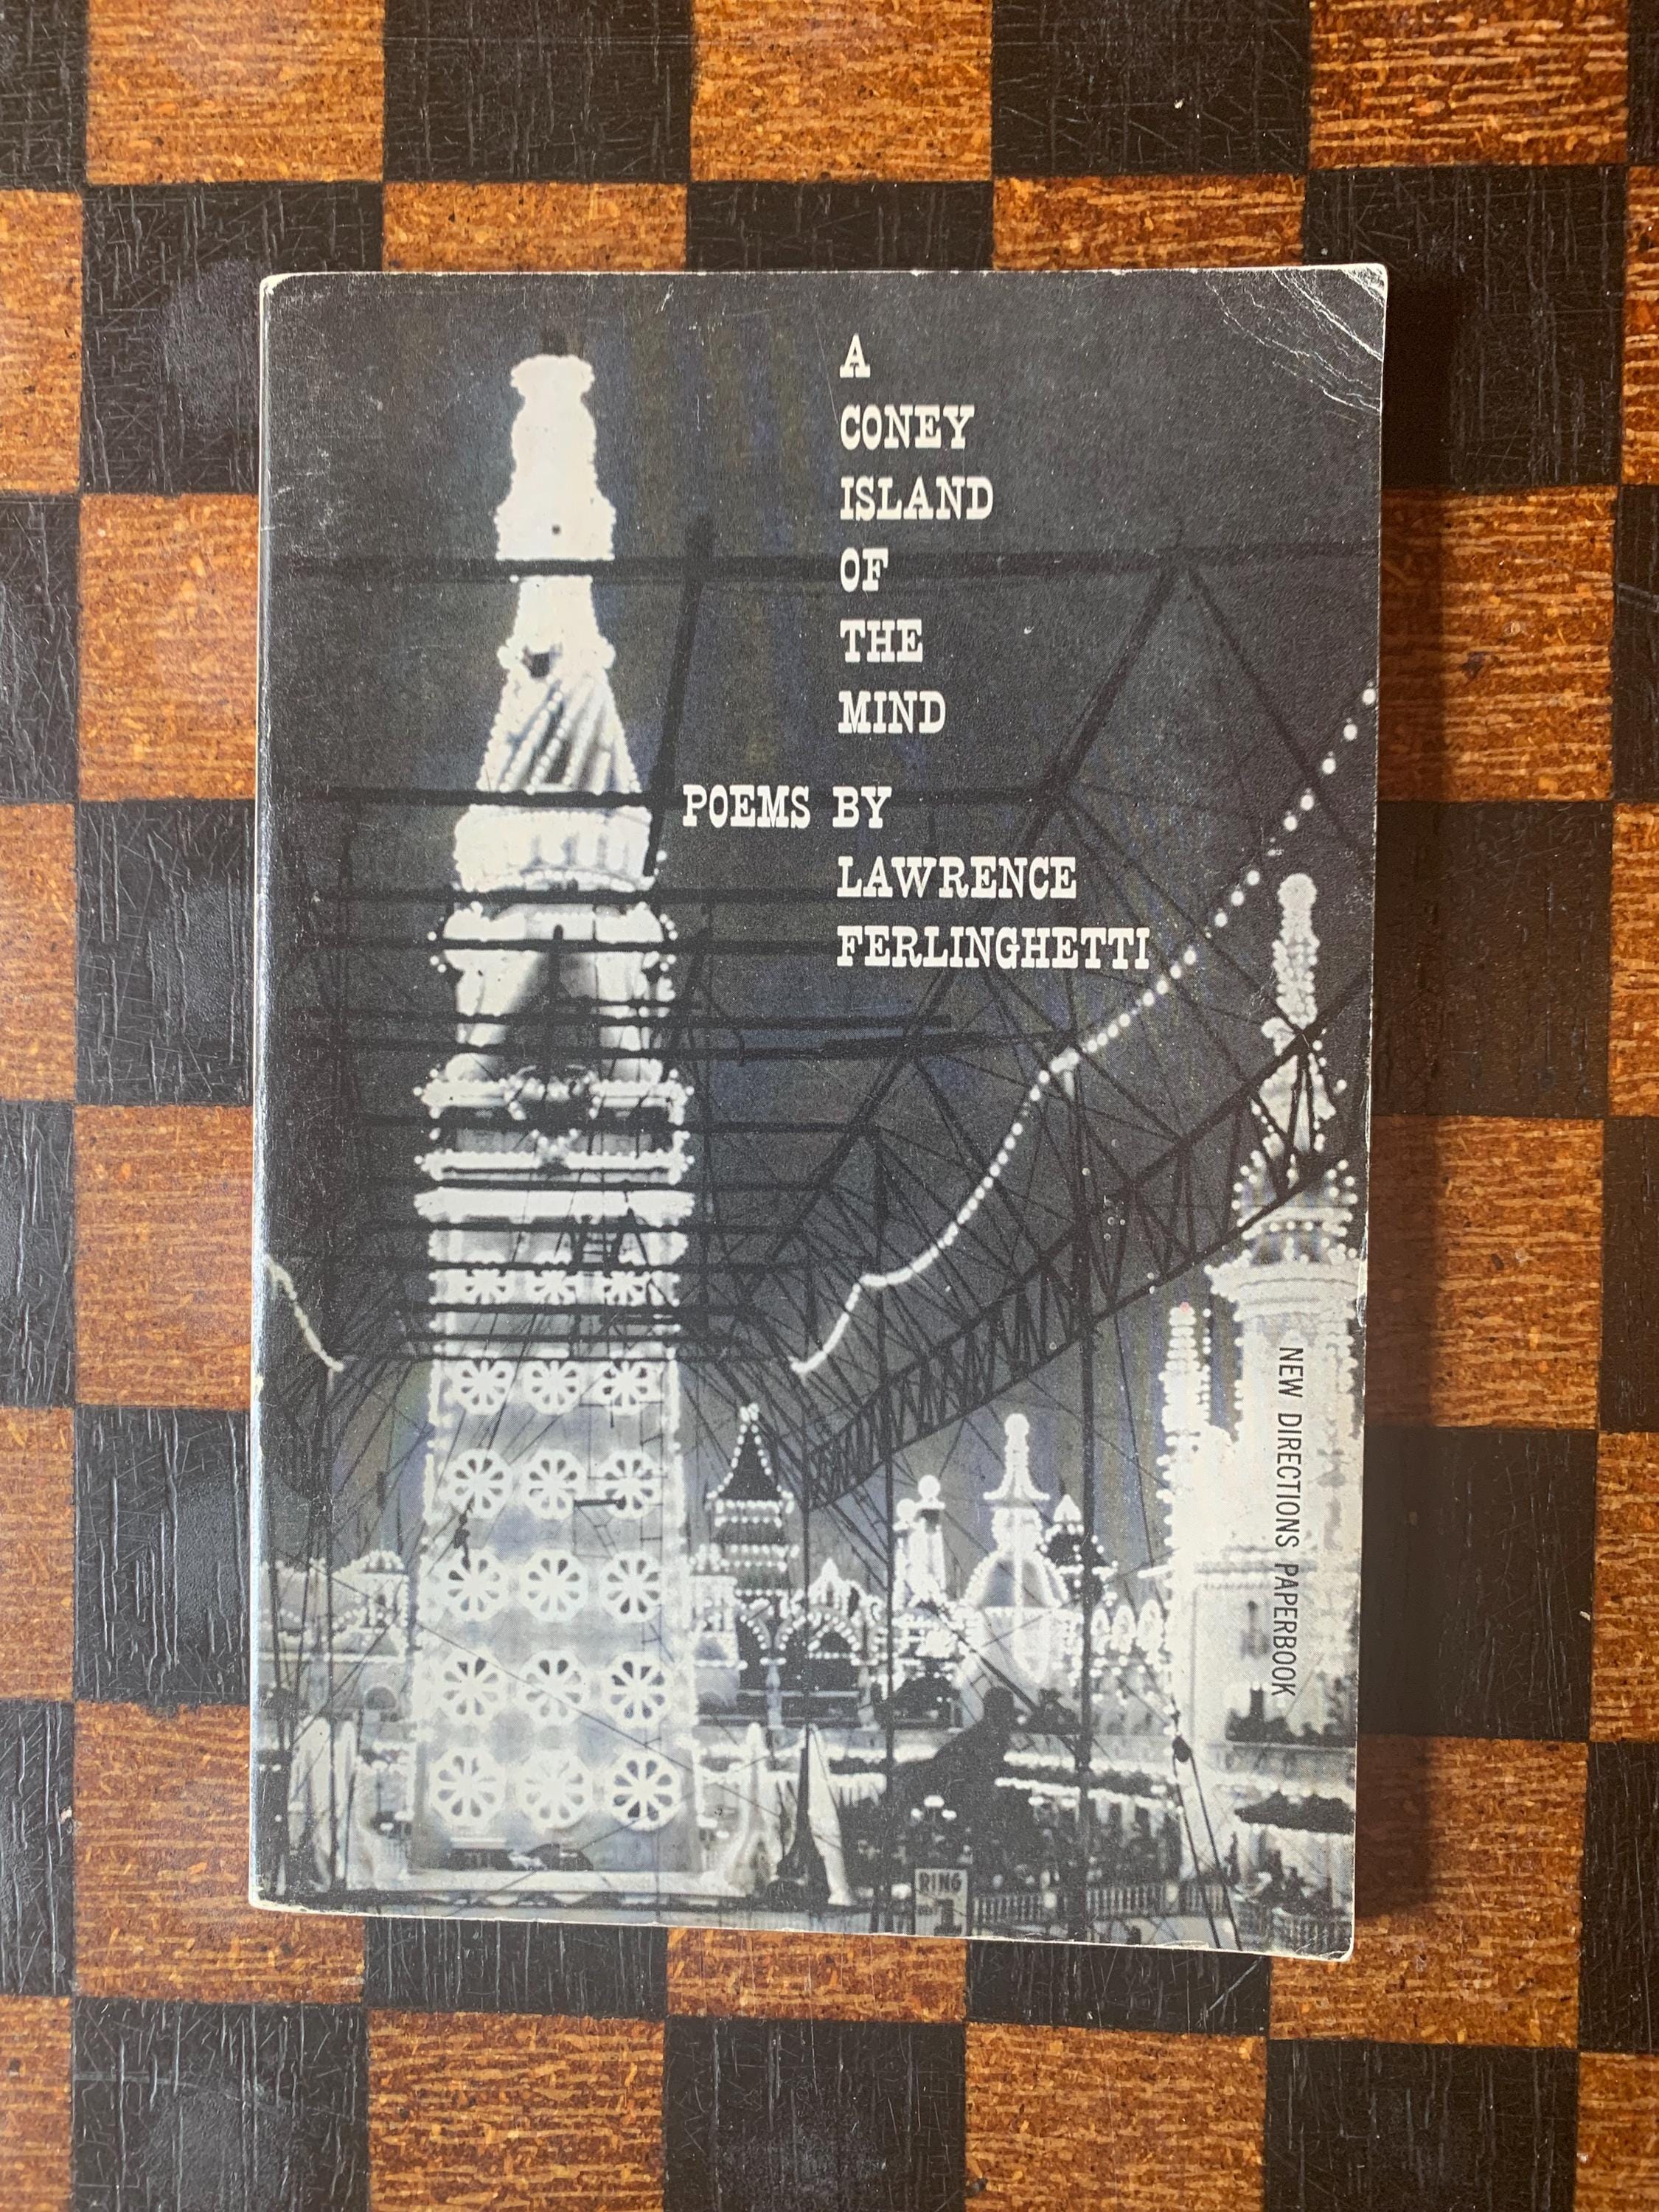 A
CONEY
ISLAND
OF
THE
MIND
POEMS BY
LAWRENCE
FERLINGHETTI
NEW DIRECTIONS PAPERBOOK
RING
1